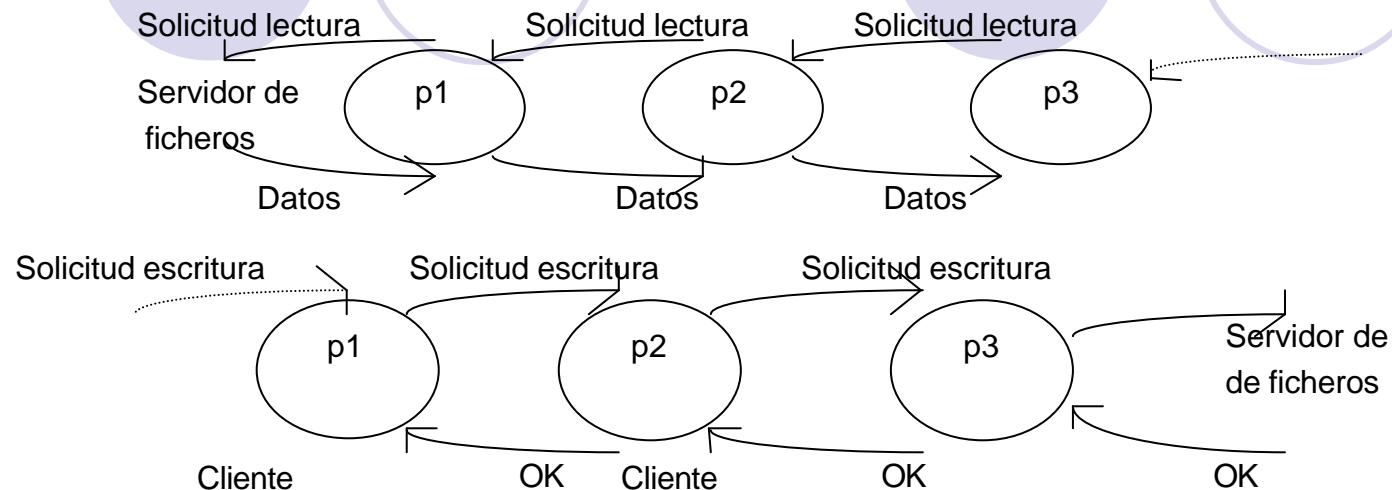 Solicitud lectura Solicitud lectura Solicitud lectura
Servidor de
ficheros
p1 p2 p3
Datos Datos Datos
Solicitud escritura Solicitud escritura Solicitud escritura
p1 p2 p3
Servidor de
de ficheros
Cliente OK Cliente OK OK